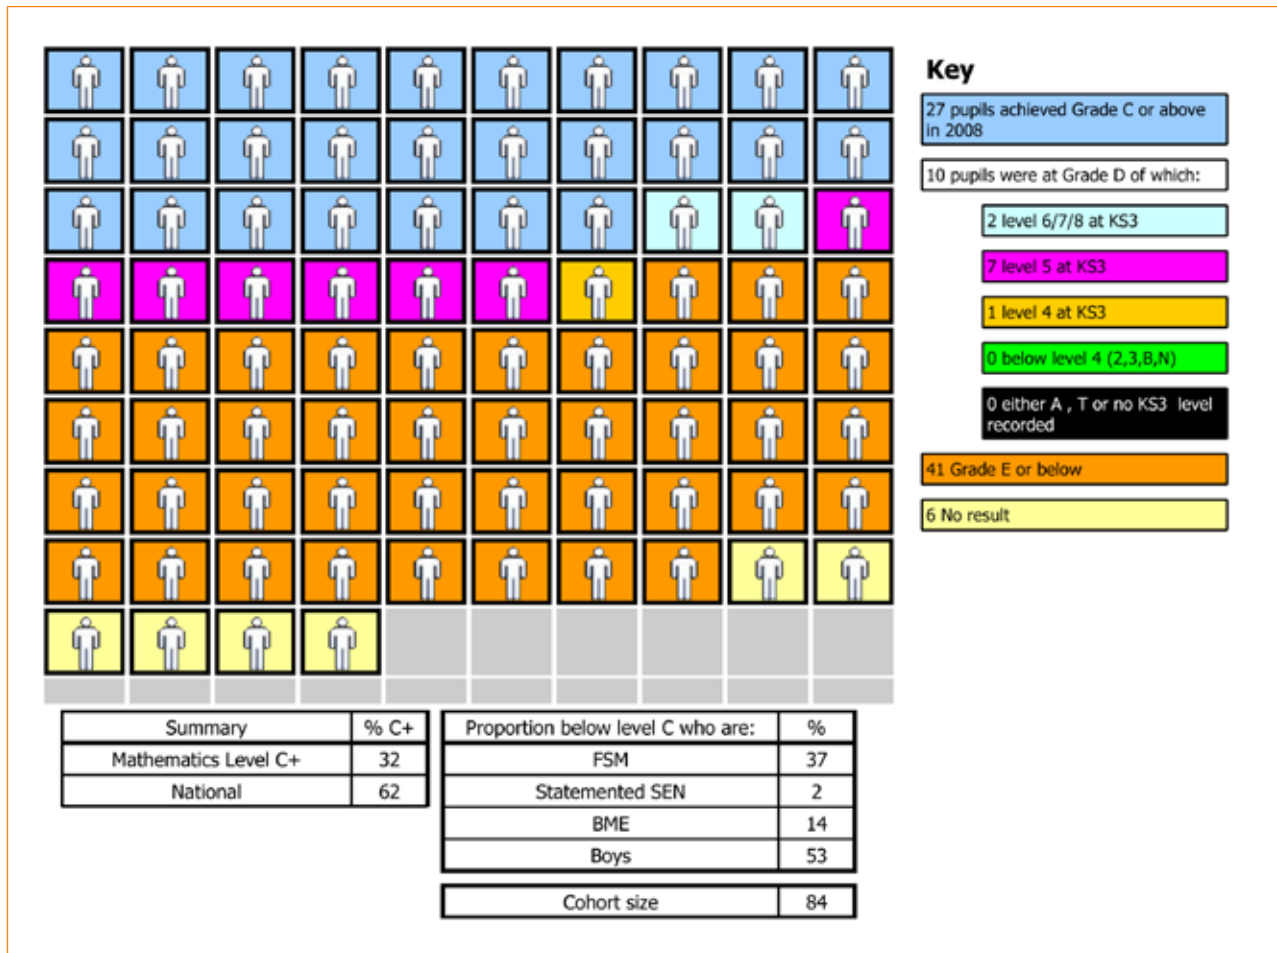 Key
27 pupils achieved Grade C or above
in 2008
10 pupils were at Grade D of which:
2 level 6/7/8 at KS3
7 level 5 at KS3
1 level 4 at KS3
0 below level 4 (2,3,B,N)
0 either A , T or no KS3 level
recorded
41 Grade E or below
6 No result
Summary % C+
Mathematics Level C+ 32
National 62
Proportion below level C who are: %
FSM 37
Statemented SEN 2
BME 14
Boys 53
Cohort size 84